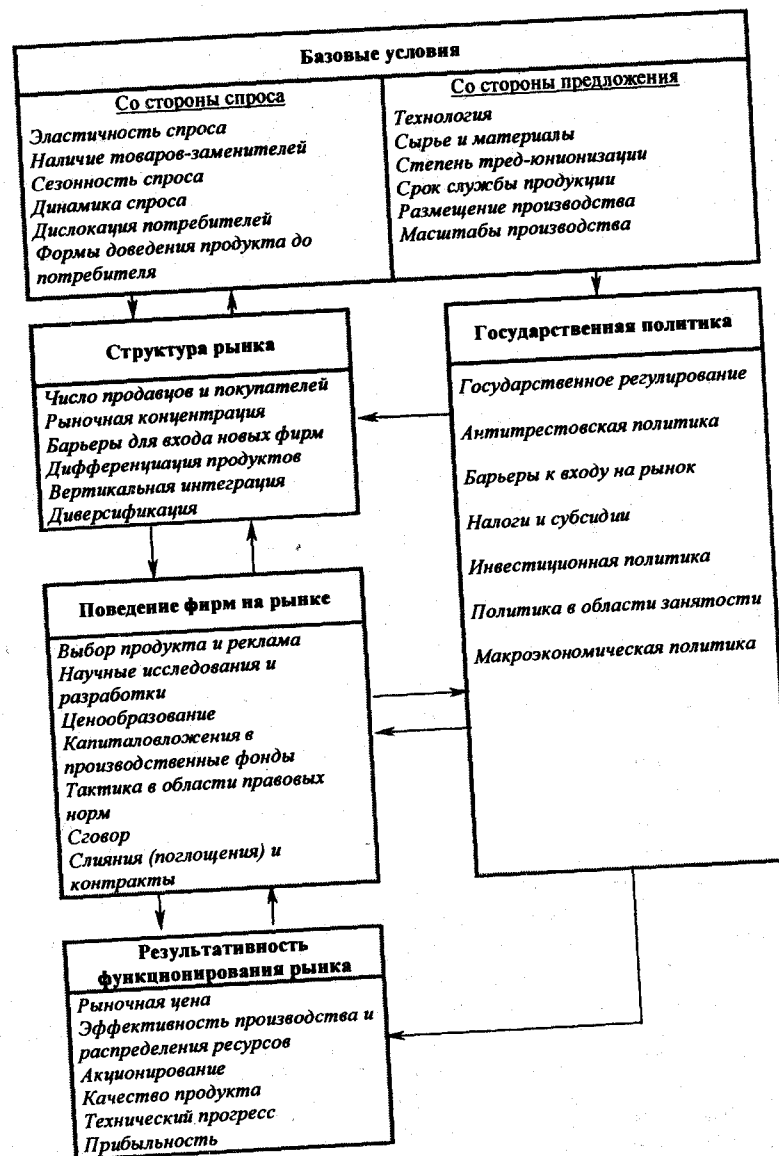 Базовые условия
Со стороны спроса
Эластичность спроса
Наличие товаров-заменителей
Сезонность спроса
Динамика спроса
Дислокация потребителей
Формы доведения продукта до
потребителя
Со стороны предложения
Технология
Сырье и материалы
Степень тред-юнионизации
Срок службы продукции
Размещение производства
Масштабы производства
Структура рынка
Число продавцов и покупателей
Рыночная концентрация
Барьеры для входа новых фирм
Дифференциация продуктов
Вертикальная интеграция
Диверсификация
Государственная политика
Государственное регулирование
Антитрестовская политика
Барьеры к входу на рынок
Налоги и субсидии
Инвестиционная политика
Политика в области занятости
Макроэкономическая политика
Поведение фирм на рынке
Выбор продукта и реклама
Научные исследования и
разработки
Ценообразование
Капиталовложения в
производственные фонды
Тактика в области правовых
норм
Сговор
Слияния (поглощения) и
контракты
Результативность
функционирования рынка
Рыночная цена
Эффективность производства и
распределения ресурсов
Акционирование
Качество продукта
Технический прогресс
Прибыльность